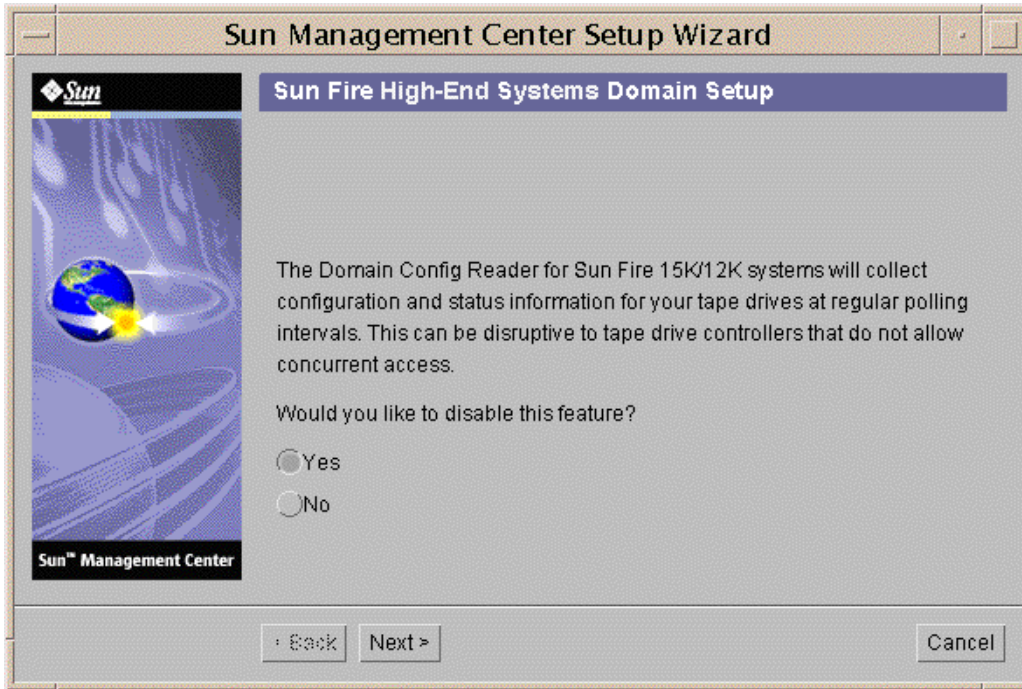 Sun Management Center Setup Wizard
Sun
Sun Fire High-End Systems Domain Setup
The Domain Config Reader for Sun Fire 15K/12K systems will collect
configuration and status information for your tape drives at regular polling
intervals. This can be disruptive to tape drive controllers that do not allow
concurrent access.
Would you like to disable this feature?
Yes
No
Sun™ Management Center
< Back
Next >
Cancel